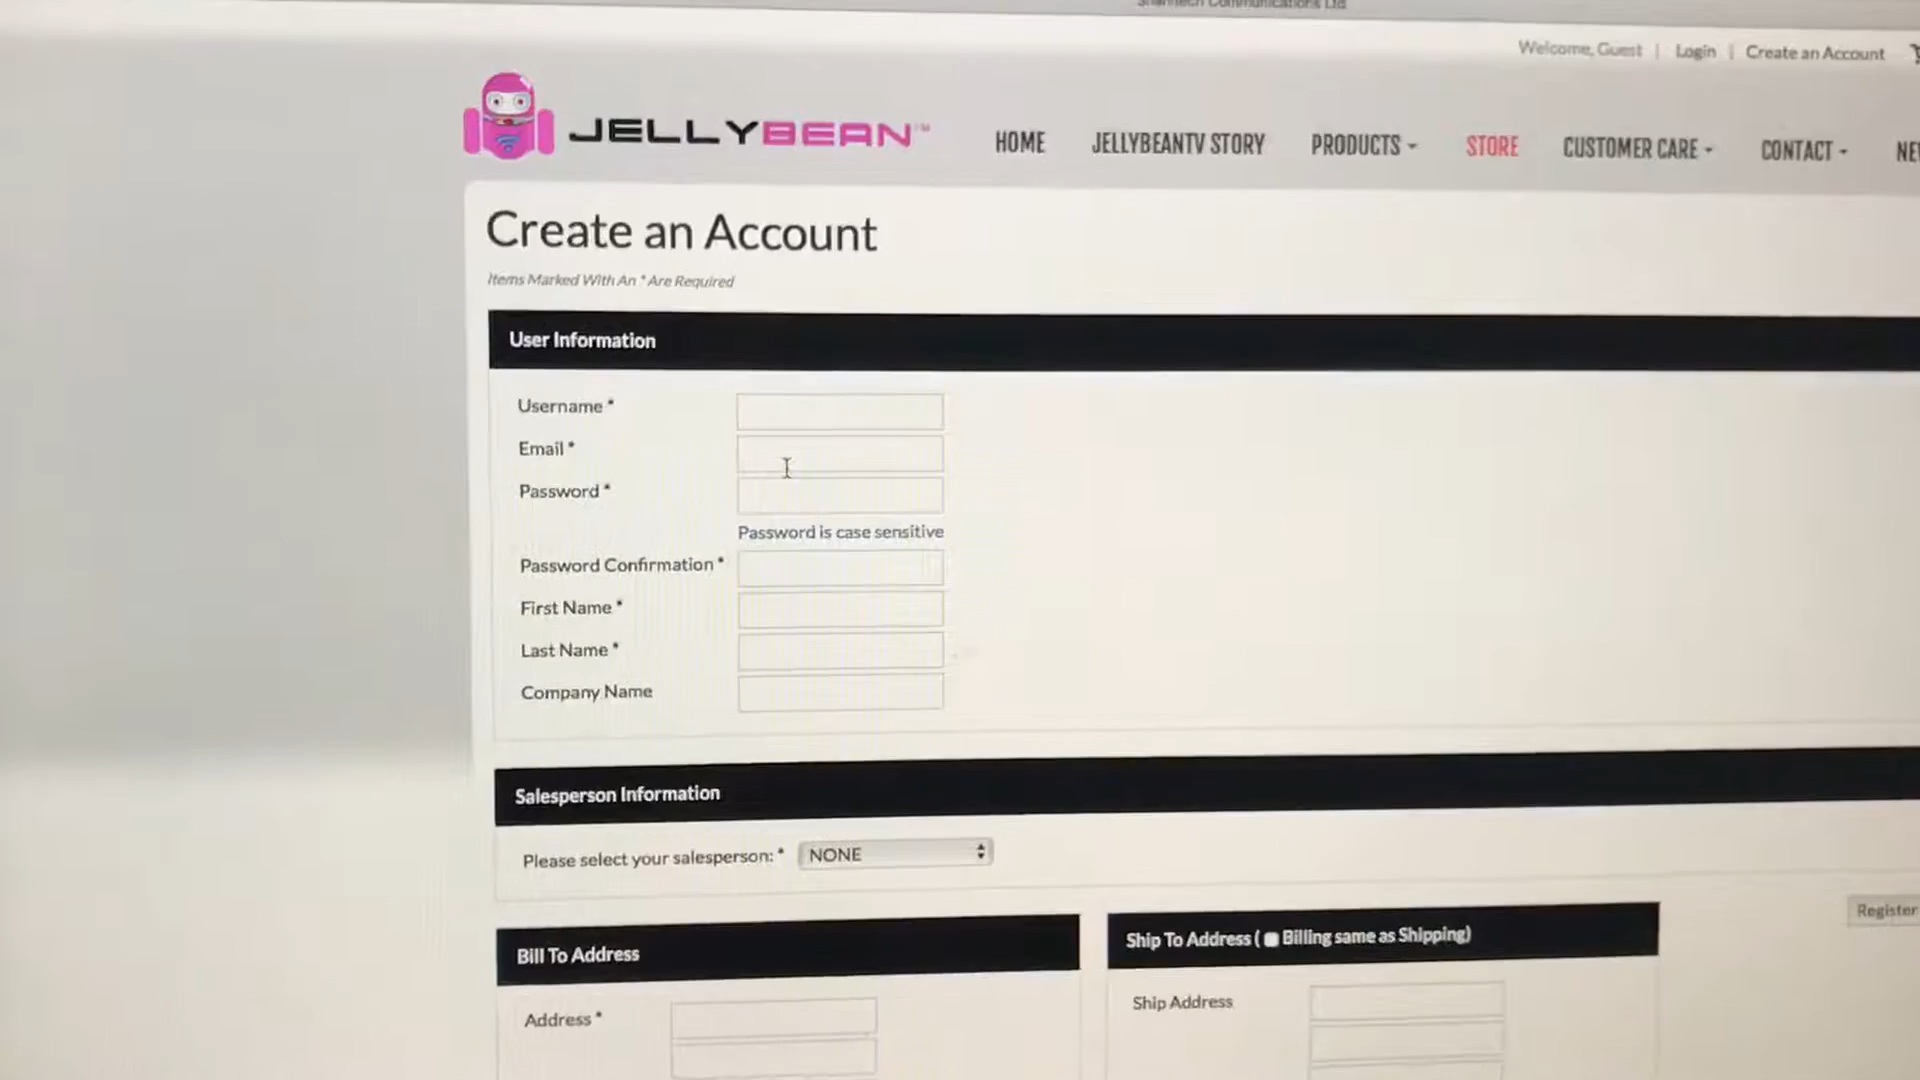 Shanntech Communications Ltd
Welcome, Guest | Login | Create an Account
JELLYBEAN™
HOME
JELLYBEANTV STORY
PRODUCTS
STORE
CUSTOMER CARE
CONTACT
Create an Account
Items Marked With An * Are Required
User Information
Username *
Email *
Password *
Password is case sensitive
Password Confirmation *
First Name *
Last Name *
Company Name
Salesperson Information
Please select your salesperson: * NONE
Register
Bill To Address
Ship To Address ( Billing same as Shipping)
Address *
Ship Address